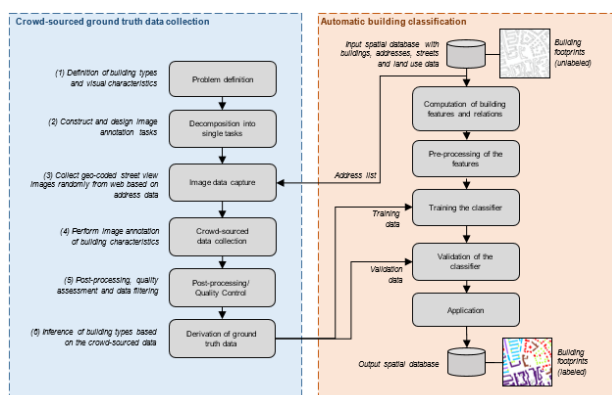 Crowd-sourced ground truth data collection
(1) Definition of building types
and visual characteristics
Problem definition
(2) Construct and design image
annotation tasks
Decomposition into
single tasks
(3) Collect geo-coded street view
images randomly from web based on
address data
Image data capture
(4) Perform image annotation
of building characteristics
Crowd-sourced
data collection
(5) Post-processing, quality
assessment and data filtering
Post-processing/
Quality Control
(6) Inference of building types based
on the crowd-sourced data
Derivation of ground
truth data
Automatic building classification
Input spatial database with
buildings, addresses, streets
and land use data
Building
footprints
(unlabeled)
Computation of building
features and relations
Pre-processing of the
features
Address list
Training the classifier
Training
data
Validation of the
classifier
Validation
data
Application
Output spatial database
Building
footprints
(labeled)